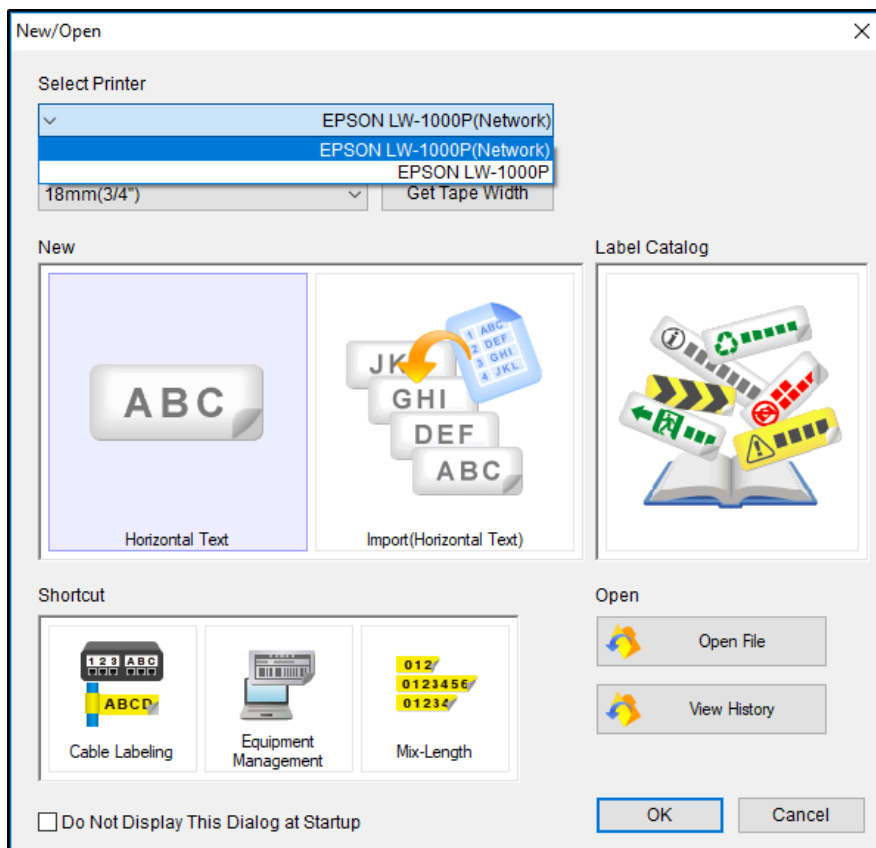 New/Open
Select Printer
EPSON LW-1000P(Network)
EPSON LW-1000P(Network)
EPSON LW-1000P
18mm(3/4")
Get Tape Width
New
Label Catalog
ABC
Horizontal Text
1 ABC
2 DEF
3 GHI
4 JKL
JK
GHI
DEF
ABC
Import(Horizontal Text)
Shortcut
Open
123 ABC
ABCD
Cable Labeling
Equipment
Management
012
0123456
01234
Mix-Length
Open File
View History
Do Not Display This Dialog at Startup
OK
Cancel